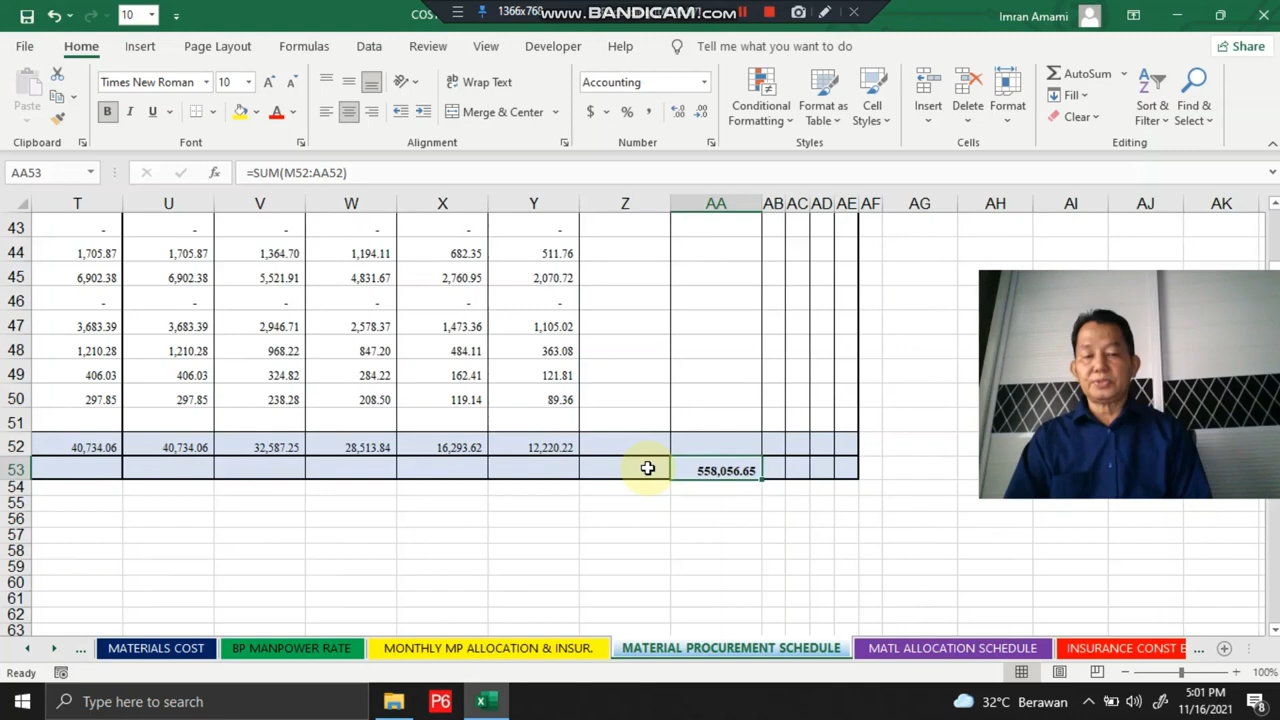 10
COS
1366x768
www.BANDICAM.com
Imran Amami
File Home Insert Page Layout Formulas Data Review View Developer Help Tell me what you want to do Share
Paste Times New Roman 10 Wrap Text Accounting Conditional Formatting Format as Table Cell Styles Insert Delete Format AutoSum Fill Clear Sort & Filter Find & Select
B I U A Merge & Center $ %
Clipboard Font Alignment Number Styles Cells Editing
AA53 fx =SUM(M52:AA52)
T U V W X Y Z AA AB AC AD AE AF AG AH AI AJ AK
43 - - - - - -
44 1,705.87 1,705.87 1,364.70 1,194.11 682.35 511.76
45 6,902.38 6,902.38 5,521.91 4,831.67 2,760.95 2,070.72
46 - - - - - -
47 3,683.39 3,683.39 2,946.71 2,578.37 1,473.36 1,105.02
48 1,210.28 1,210.28 968.22 847.20 484.11 363.08
49 406.03 406.03 324.82 284.22 162.41 121.81
50 297.85 297.85 238.28 208.50 119.14 89.36
51
52 40,734.06 40,734.06 32,587.25 28,513.84 16,293.62 12,220.22
53 558,056.65
54
55
56
57
58
59
60
61
62
63
... MATERIALS COST BP MANPOWER RATE MONTHLY MP ALLOCATION & INSUR. MATERIAL PROCUREMENT SCHEDULE MATL ALLOCATION SCHEDULE INSURANCE CONST E ...
Ready 100%
Type here to search P6 32°C Berawan 5:01 PM
11/16/2021 8